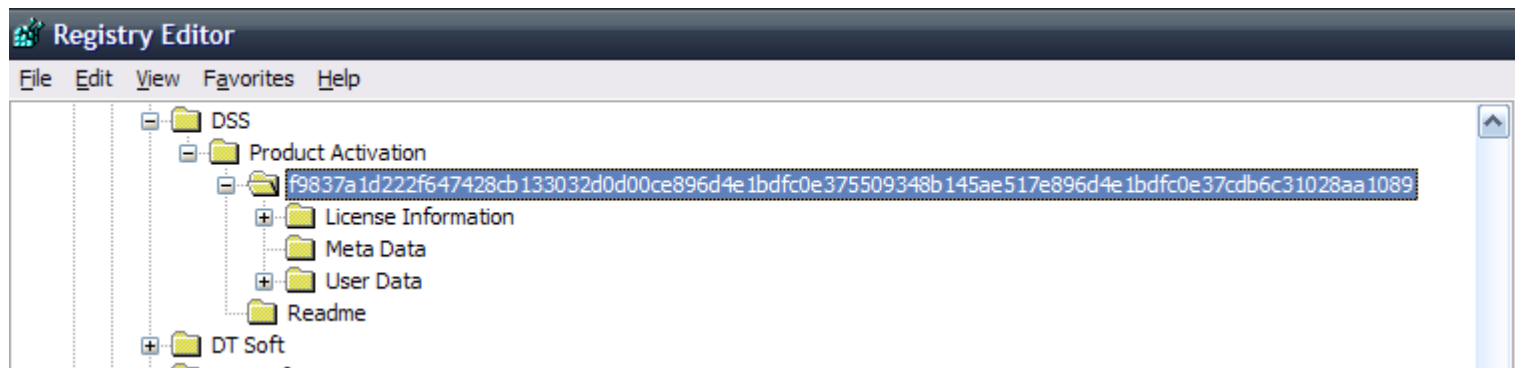 Registry Editor
File Edit View Favorites Help
DSS
Product Activation
f9837a1d222f647428cb133032d0d00ce896d4e1bdfc0e375509348b145ae517e896d4e1bdfc0e37cdb6c31028aa1089
License Information
Meta Data
User Data
Readme
DT Soft